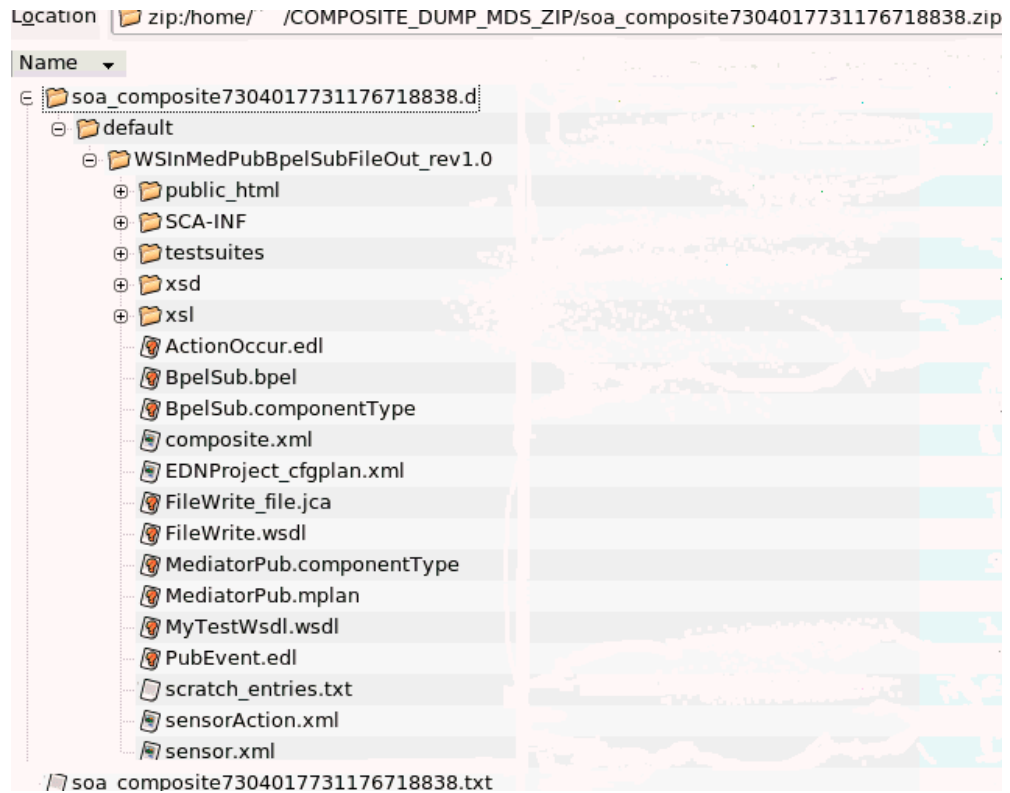 Location zip:/home/ /COMPOSITE_DUMP_MDS_ZIP/soa_composite7304017731176718838.zip
Name
soa_composite7304017731176718838.d
default
WSInMedPubBpelSubFileOut_rev1.0
public_html
SCA-INF
testsuites
xsd
xsl
ActionOccur.edl
BpelSub.bpel
BpelSub.componentType
composite.xml
EDNProject_cfgplan.xml
FileWrite_file.jca
FileWrite.wsdl
MediatorPub.componentType
MediatorPub.mplan
MyTestWsdl.wsdl
PubEvent.edl
scratch_entries.txt
sensorAction.xml
sensor.xml
soa_composite7304017731176718838.txt